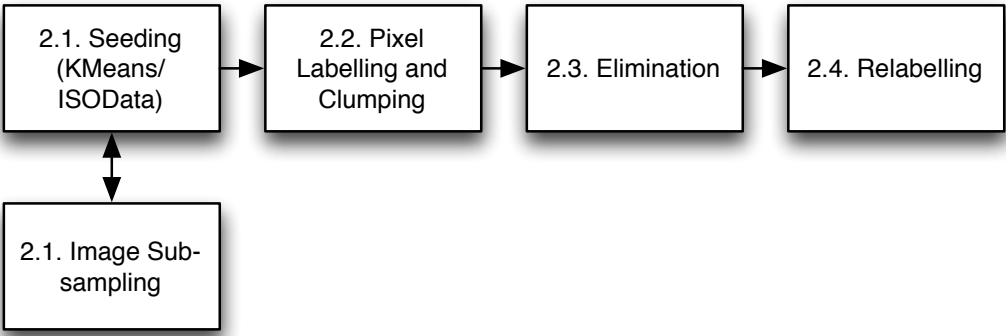 2.1. Seeding
(KMeans/
ISOData)
2.2. Pixel
Labelling and
Clumping
2.3. Elimination
2.4. Relabelling
2.1. Image Sub-
sampling